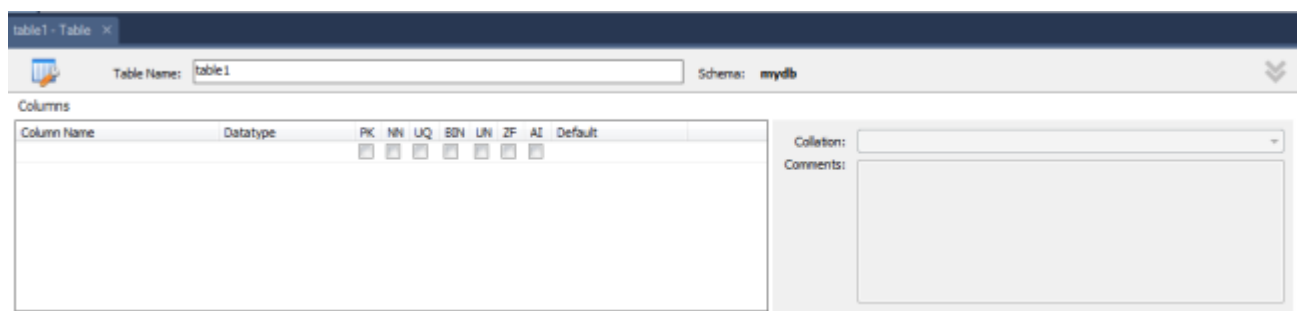 table1 - Table ×
Table Name: table1 Schema: mydb
Columns
Column Name Datatype PK NN UQ BIN UN ZF AI Default
Collation:
Comments: